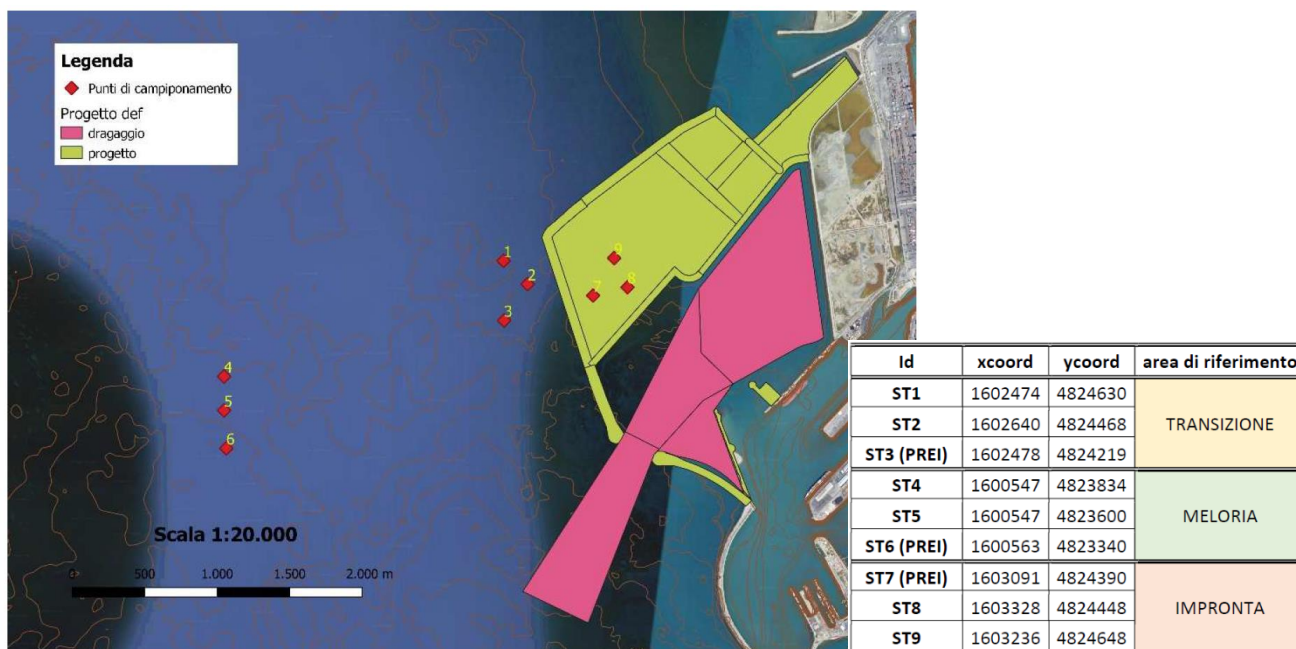 Legenda
Punti di campiponamento
Progetto def
dragaggio
progetto
1
2
3
4
5
6
7
8
9
Scala 1:20.000
0 500 1.000 1.500 2.000 m
Id xcoord ycoord area di riferimento
ST1 1602474 4824630
ST2 1602640 4824468 TRANSIZIONE
ST3 (PREI) 1602478 4824219
ST4 1600547 4823834
ST5 1600547 4823600 MELORIA
ST6 (PREI) 1600563 4823340
ST7 (PREI) 1603091 4824390
ST8 1603328 4824448 IMPRONTA
ST9 1603236 4824648